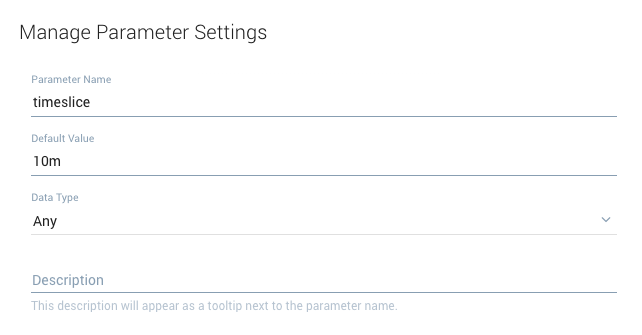 Manage Parameter Settings
Parameter Name
timeslice
Default Value
10m
Data Type
Any
Description
This description will appear as a tooltip next to the parameter name.